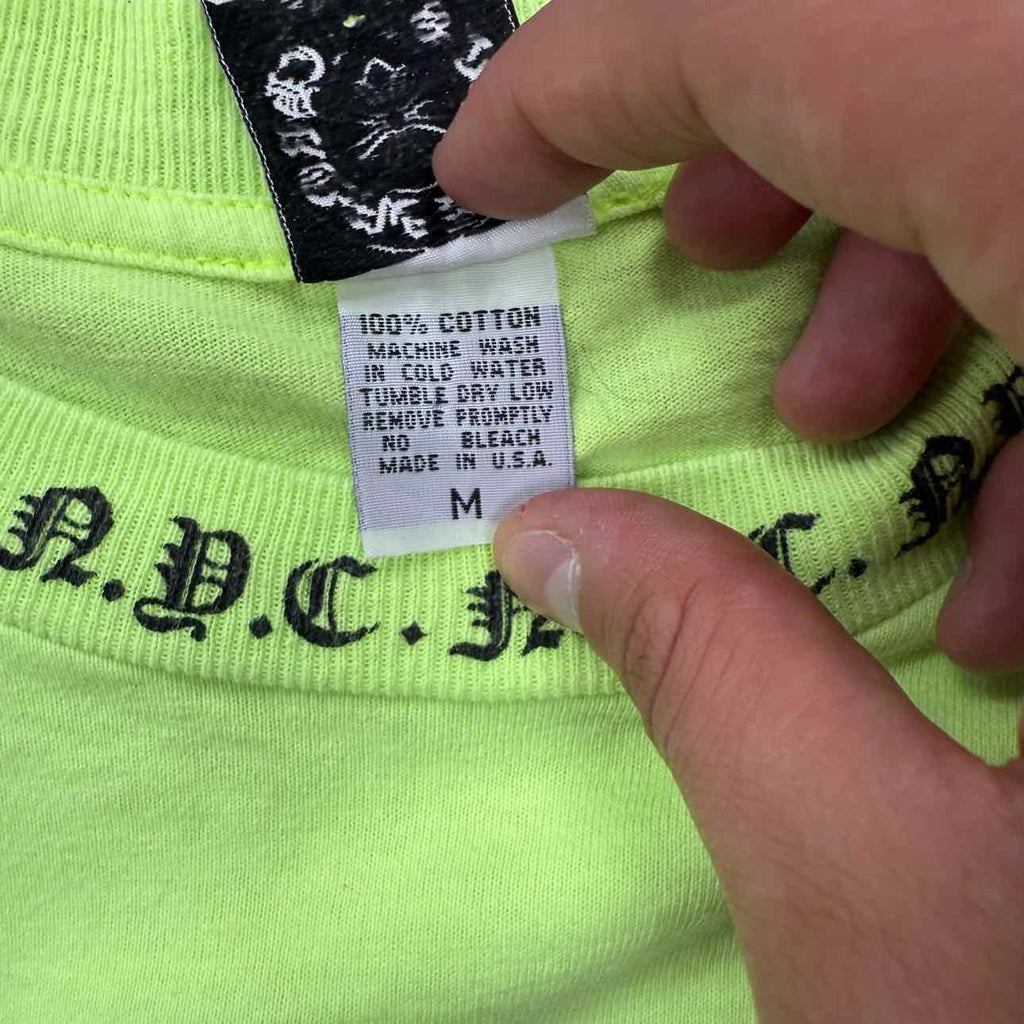 100% COTTON
MACHINE WASH
IN COLD WATER
TUMBLE DRY LOW
REMOVE PROMPTLY
NO BLEACH
MADE IN U.S.A.
M
N.Y.C.